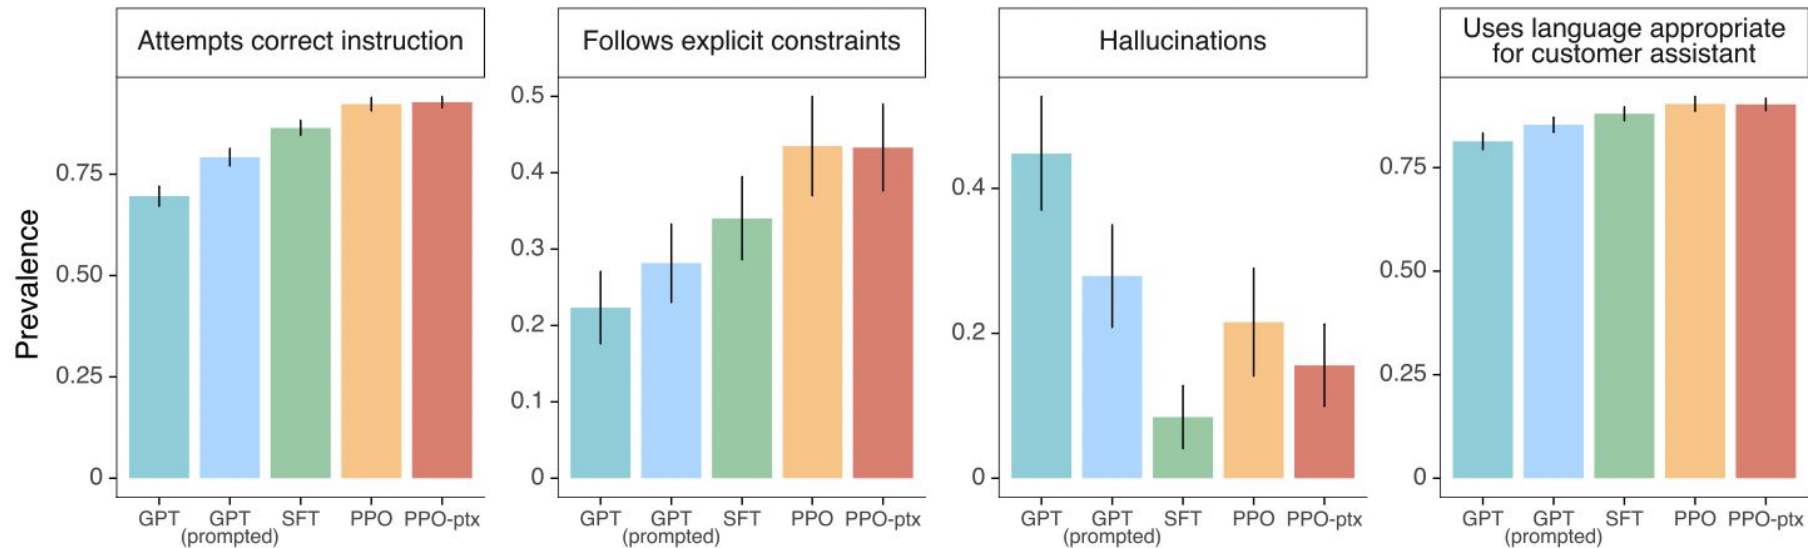 Attempts correct instruction
Follows explicit constraints
Hallucinations
Uses language appropriate
for customer assistant
Prevalence
0.75
0.50
0.25
0
GPT
GPT
(prompted)
SFT
PPO
PPO-ptx
0.5
0.4
0.3
0.2
0.1
0
GPT
GPT
(prompted)
SFT
PPO
PPO-ptx
0.4
0.2
0
GPT
GPT
(prompted)
SFT
PPO
PPO-ptx
0.75
0.50
0.25
0
GPT
GPT
(prompted)
SFT
PPO
PPO-ptx